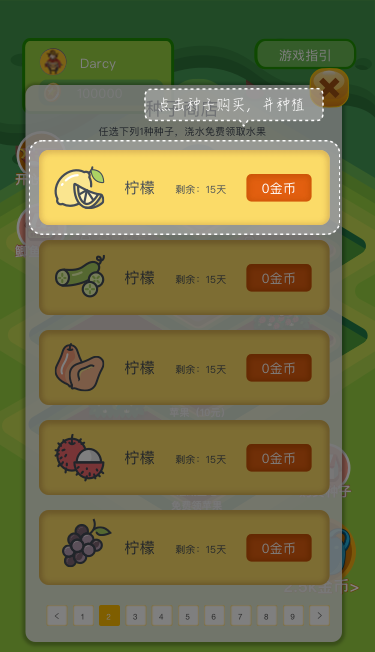 Darcy
游戏指引
100000
点击种子购买，并种植
种子商店
任选下列1种种子，浇水免费领取水果
柠檬 剩余：15天 0金币
柠檬 剩余：15天 0金币
柠檬 剩余：15天 0金币
柠檬 剩余：15天 0金币
柠檬 剩余：15天 0金币
< 1 2 3 4 5 6 7 8 9 >